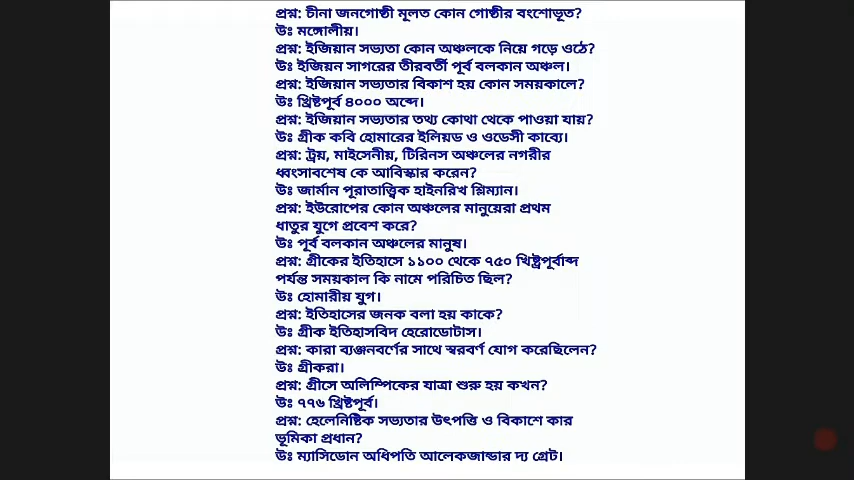 প্রশ্ন: চীনা জনগোষ্ঠী মূলত কোন গোষ্ঠীর বংশোভূত?
উঃ মঙ্গোলীয়।
প্রশ্ন: ইজিয়ান সভ্যতা কোন অঞ্চলকে নিয়ে গড়ে ওঠে?
উঃ ইজিয়ন সাগরের তীরবর্তী পূর্ব বলকান অঞ্চল।
প্রশ্ন: ইজিয়ান সভ্যতার বিকাশ হয় কোন সময়কালে?
উঃ খ্রিষ্টপূর্ব ৪০০০ অব্দে।
প্রশ্ন: ইজিয়ান সভ্যতার তথ্য কোথা থেকে পাওয়া যায়?
উঃ গ্রীক কবি হোমারের ইলিয়ড ও ওডেসী কাব্যে।
প্রশ্ন: ট্রয়, মাইসেনীয়, টিরিনস অঞ্চলের নগরীর
ধ্বংসাবশেষ কে আবিস্কার করেন?
উঃ জার্মান পূরাতাত্ত্বিক হাইনরিখ শ্লিম্যান।
প্রশ্ন: ইউরোপের কোন অঞ্চলের মানুয়েরা প্রথম
ধাতুর যুগে প্রবেশ করে?
উঃ পূর্ব বলকান অঞ্চলের মানুষ।
প্রশ্ন: গ্রীকের ইতিহাসে ১১০০ থেকে ৭৫০ খিষ্ট্রপূর্বাব্দ
পর্যন্ত সময়কাল কি নামে পরিচিত ছিল?
উঃ হোমারীয় যুগ।
প্রশ্ন: ইতিহাসের জনক বলা হয় কাকে?
উঃ গ্রীক ইতিহাসবিদ হেরোডোটাস।
প্রশ্ন: কারা ব্যঞ্জনবর্ণের সাথে স্বরবর্ণ যোগ করেছিলেন?
উঃ গ্রীকরা।
প্রশ্ন: গ্রীসে অলিম্পিকের যাত্রা শুরু হয় কখন?
উঃ ৭৭৬ খ্রিষ্টপূর্ব।
প্রশ্ন: হেলেনিষ্টিক সভ্যতার উৎপত্তি ও বিকাশে কার
ভূমিকা প্রধান?
উঃ ম্যাসিডোন অধিপতি আলেকজান্ডার দ্য গ্রেট।